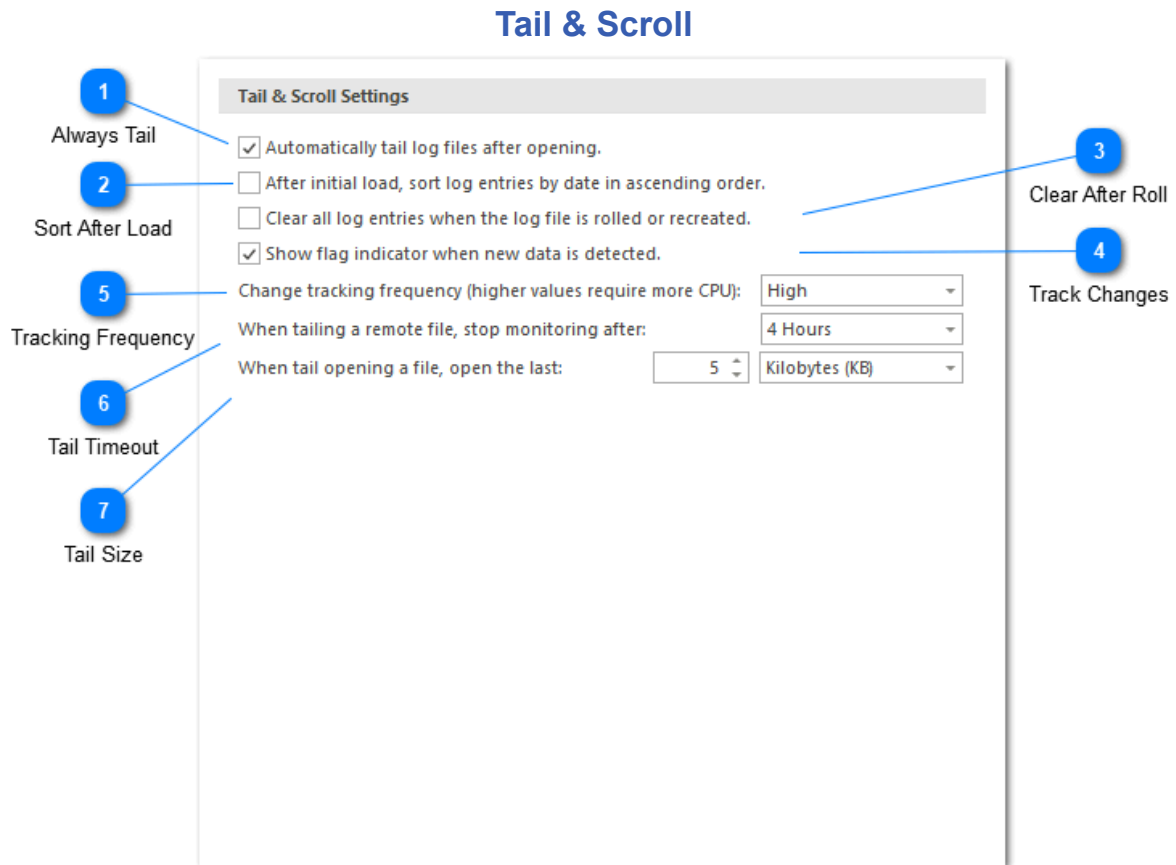 Tail & Scroll
Tail & Scroll Settings
1
Always Tail
Automatically tail log files after opening.
2
Sort After Load
After initial load, sort log entries by date in ascending order.
3
Clear After Roll
Clear all log entries when the log file is rolled or recreated.
4
Track Changes
Show flag indicator when new data is detected.
5
Tracking Frequency
Change tracking frequency (higher values require more CPU): High
6
Tail Timeout
When tailing a remote file, stop monitoring after: 4 Hours
7
Tail Size
When tail opening a file, open the last: 5 Kilobytes (KB)